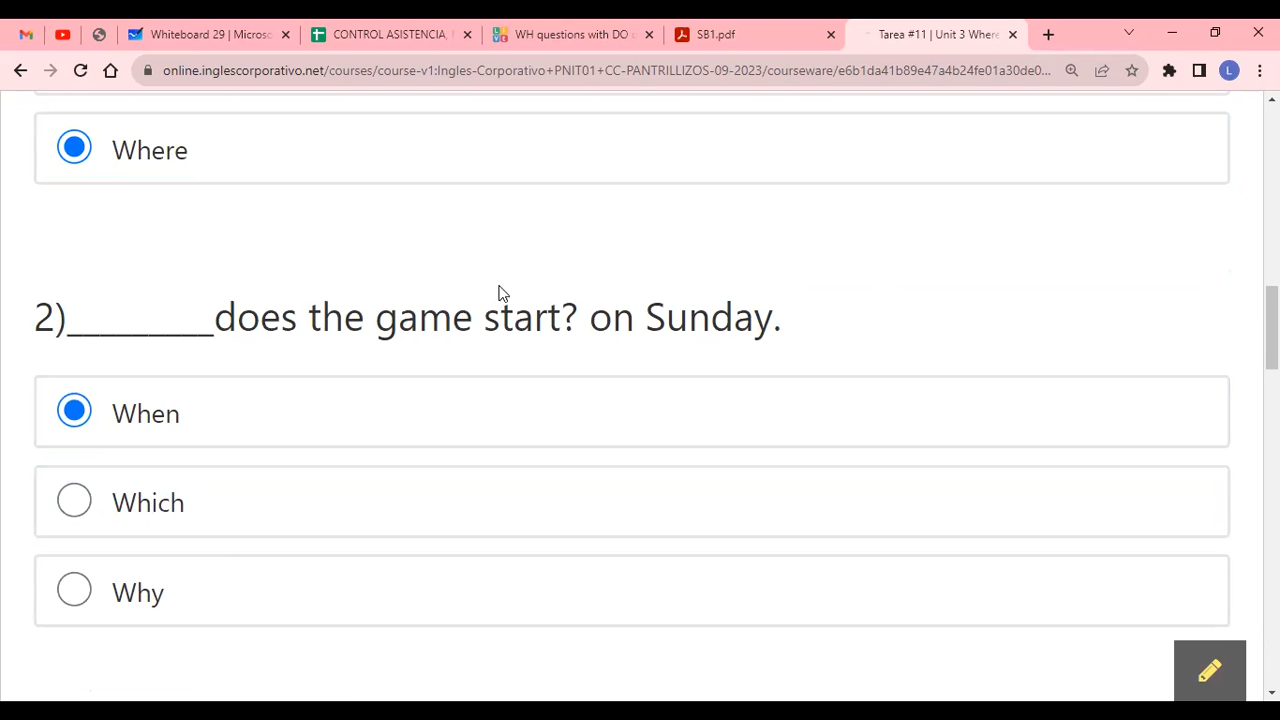 Whiteboard 29 | Micros
CONTROL ASISTENCIA,
WH questions with DO
SB1.pdf
Tarea #11 | Unit 3 Where
online.inglescorporativo.net/courses/course-v1:Ingles-Corporativo+PNIT01+CC-PANTRILLIZOS-09-2023/courseware/e6b1da41b89e47a4b24fe01a30de0...
L
Where
2)_________does the game start? on Sunday.
When
Which
Why